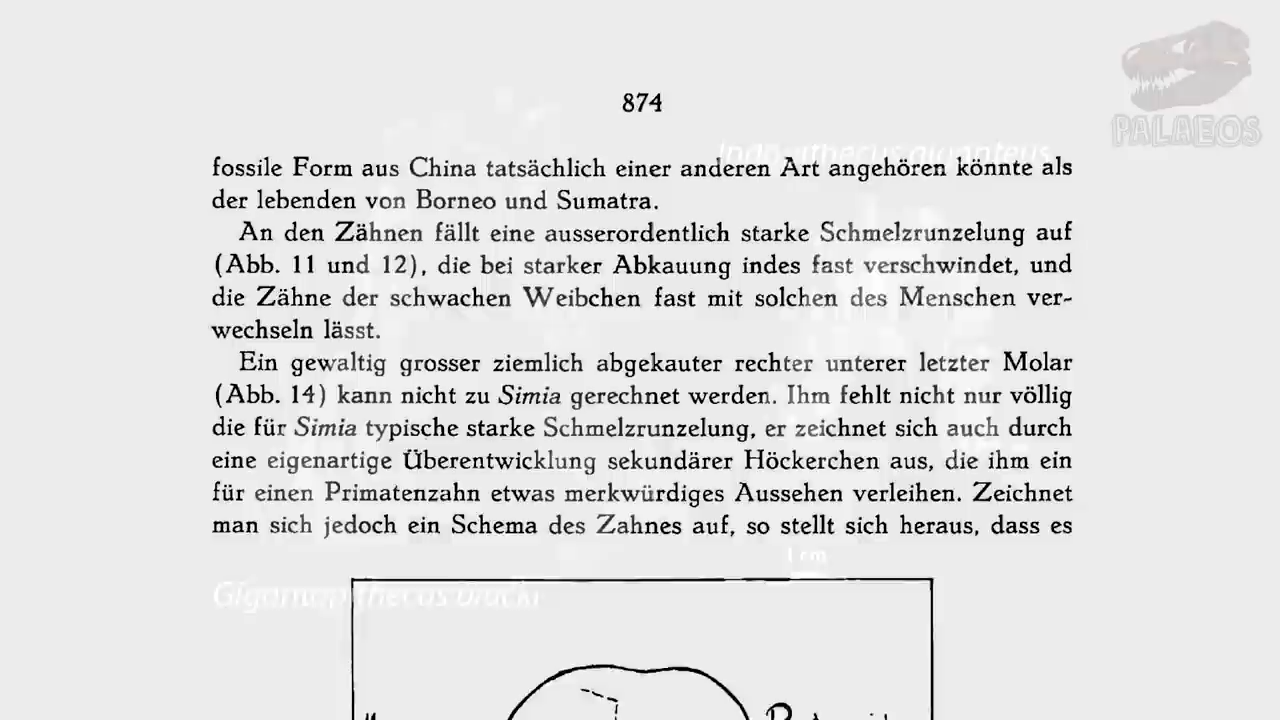 874
PALAEOS
fossile Form aus China tatsächlich einer anderen Art angehören könnte als
der lebenden von Borneo und Sumatra.
An den Zähnen fällt eine ausserordentlich starke Schmelzrunzelung auf
(Abb. 11 und 12), die bei starker Abkauung indes fast verschwindet, und
die Zähne der schwachen Weibchen fast mit solchen des Menschen ver-
wechseln lässt.
Ein gewaltig grosser ziemlich abgekauter rechter unterer letzter Molar
(Abb. 14) kann nicht zu Simia gerechnet werden. Ihm fehlt nicht nur völlig
die für Simia typische starke Schmelzrunzelung, er zeichnet sich auch durch
eine eigenartige Überentwicklung sekundärer Höckerchen aus, die ihm ein
für einen Primatenzahn etwas merkwürdiges Aussehen verleihen. Zeichnet
man sich jedoch ein Schema des Zahnes auf, so stellt sich heraus, dass es
1 cm